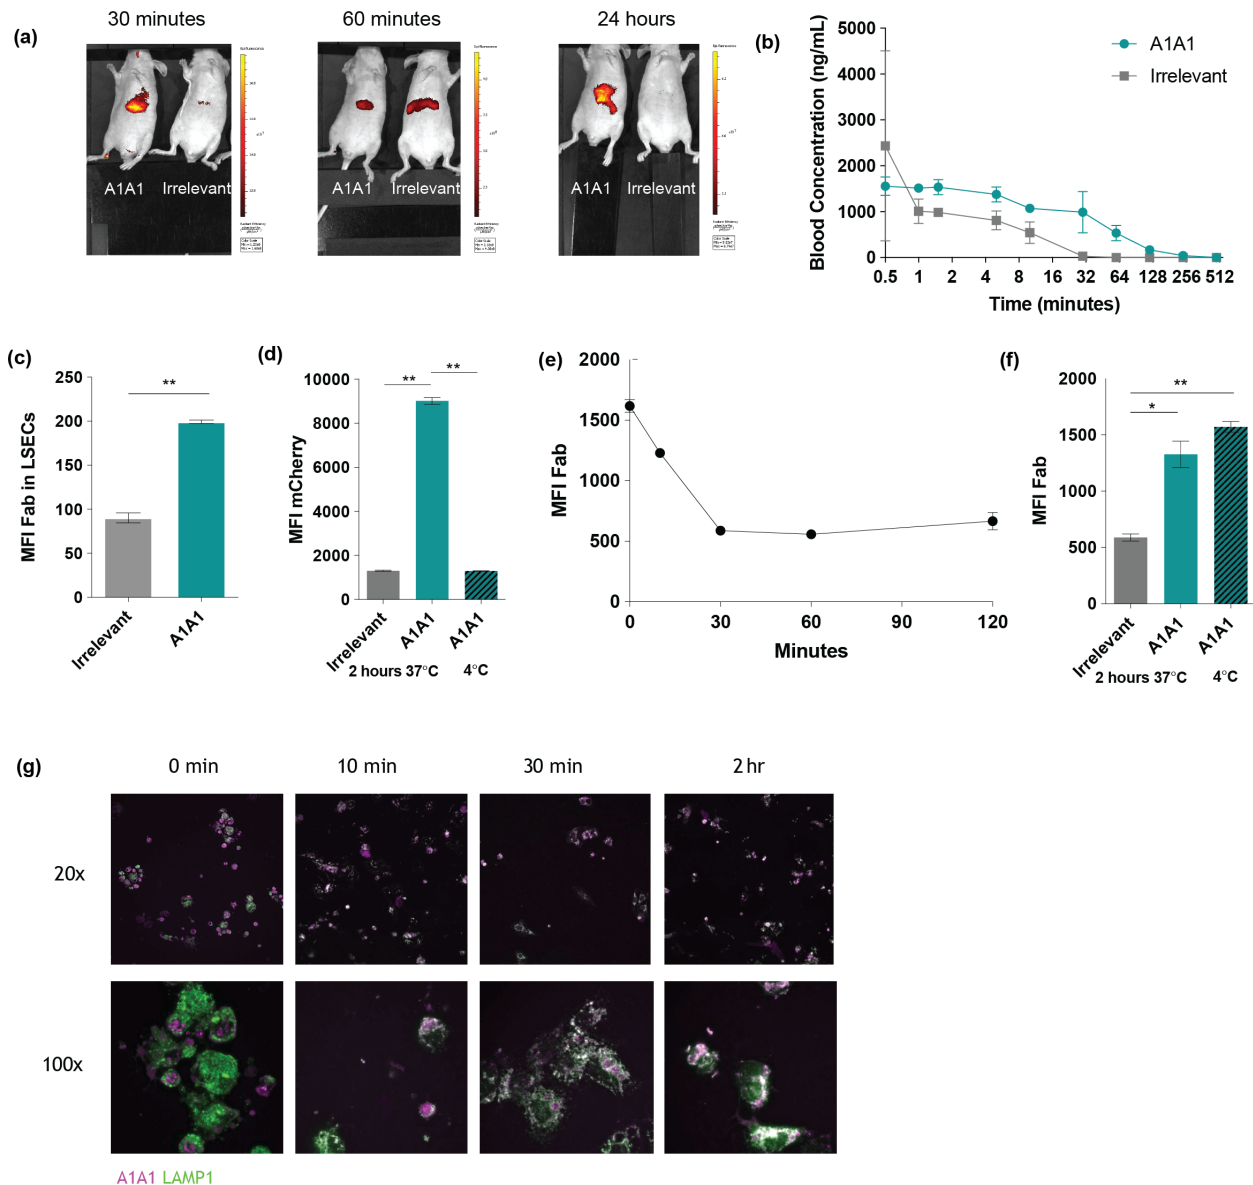 (a)
30 minutes
60 minutes
24 hours
A1A1 Irrelevant
A1A1 Irrelevant
A1A1 Irrelevant
(b)
Blood Concentration (ng/mL)
5000
4000
3000
2000
1000
0
0.5 1 2 4 8 16 32 64 128 256 512
Time (minutes)
A1A1
Irrelevant
(c)
MFI Fab in LSECs
250
200
150
100
50
0
**
Irrelevant
A1A1
(d)
MFI mCherry
10000
8000
6000
4000
2000
0
** **
Irrelevant
A1A1
A1A1
2 hours 37°C 4°C
(e)
MFI Fab
2000
1500
1000
500
0
0 30 60 90 120
Minutes
(f)
MFI Fab
2000
1500
1000
500
0
**
*
Irrelevant
A1A1
A1A1
2 hours 37°C 4°C
(g)
0 min 10 min 30 min 2 hr
20x
100x
A1A1 LAMP1